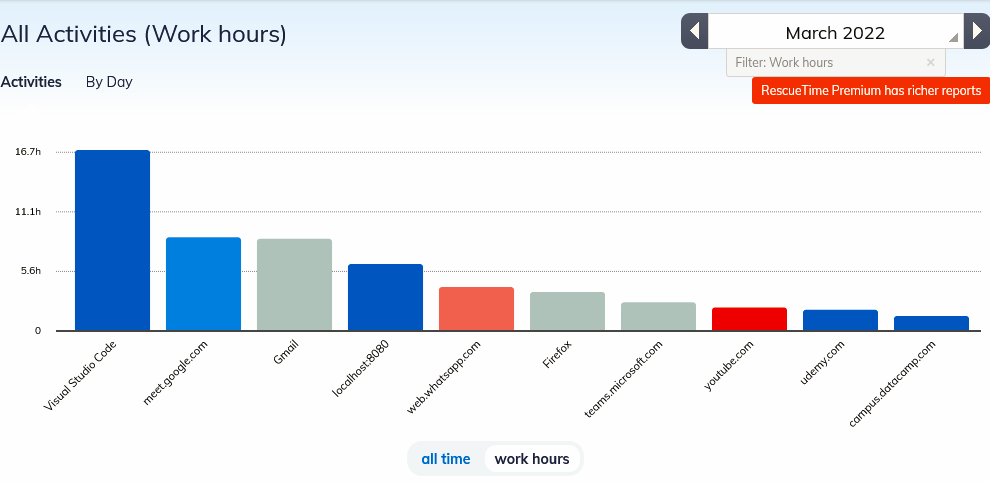 All Activities (Work hours)
March 2022
Filter: Work hours ×
Activities By Day
RescueTime Premium has richer reports
16.7h
11.1h
5.6h
0
Visual Studio Code
meet.google.com
Gmail
localhost:8080
web.whatsapp.com
Firefox
teams.microsoft.com
youtube.com
udemy.com
campus.datacamp.com
all time work hours